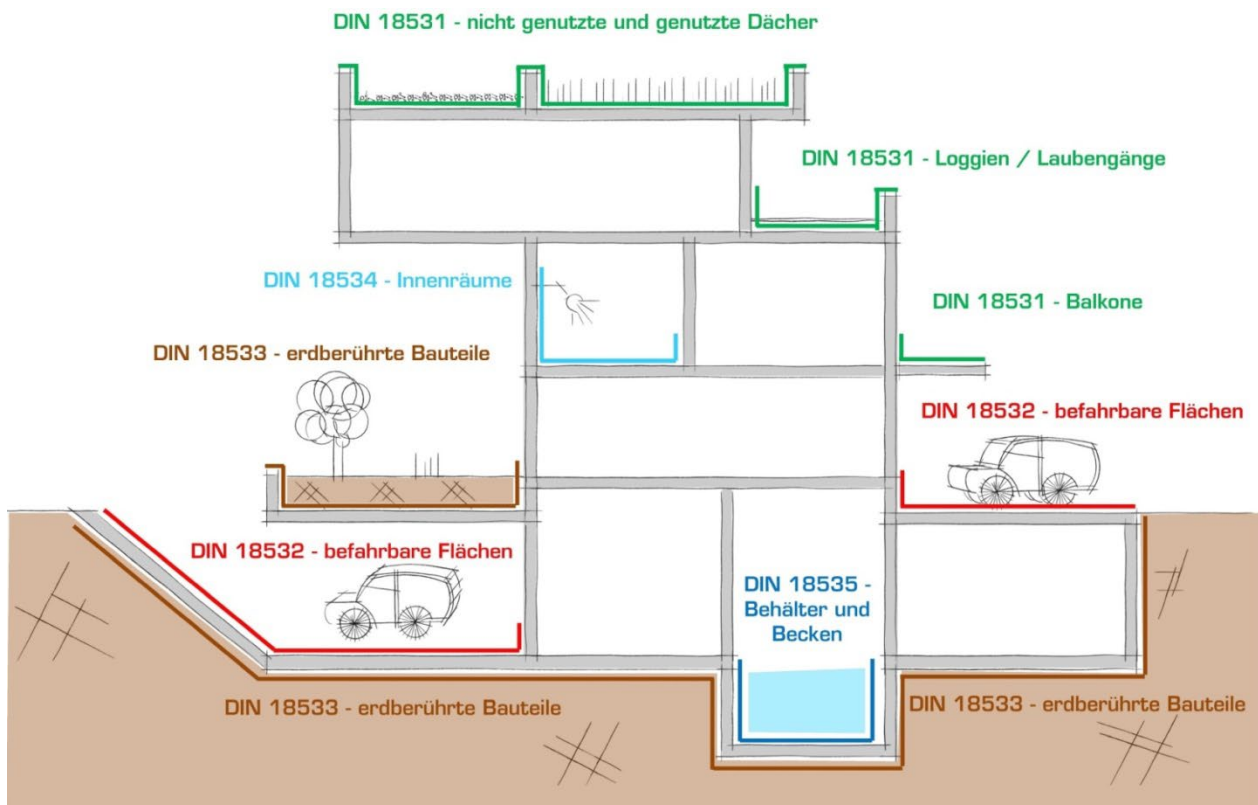 DIN 18531 - nicht genutzte und genutzte Dächer
DIN 18531 - Loggien / Laubengänge
DIN 18534 - Innenräume
DIN 18531 - Balkone
DIN 18533 - erdberührte Bauteile
DIN 18532 - befahrbare Flächen
DIN 18532 - befahrbare Flächen
DIN 18535 -
Behälter und
Becken
DIN 18533 - erdberührte Bauteile
DIN 18533 - erdberührte Bauteile